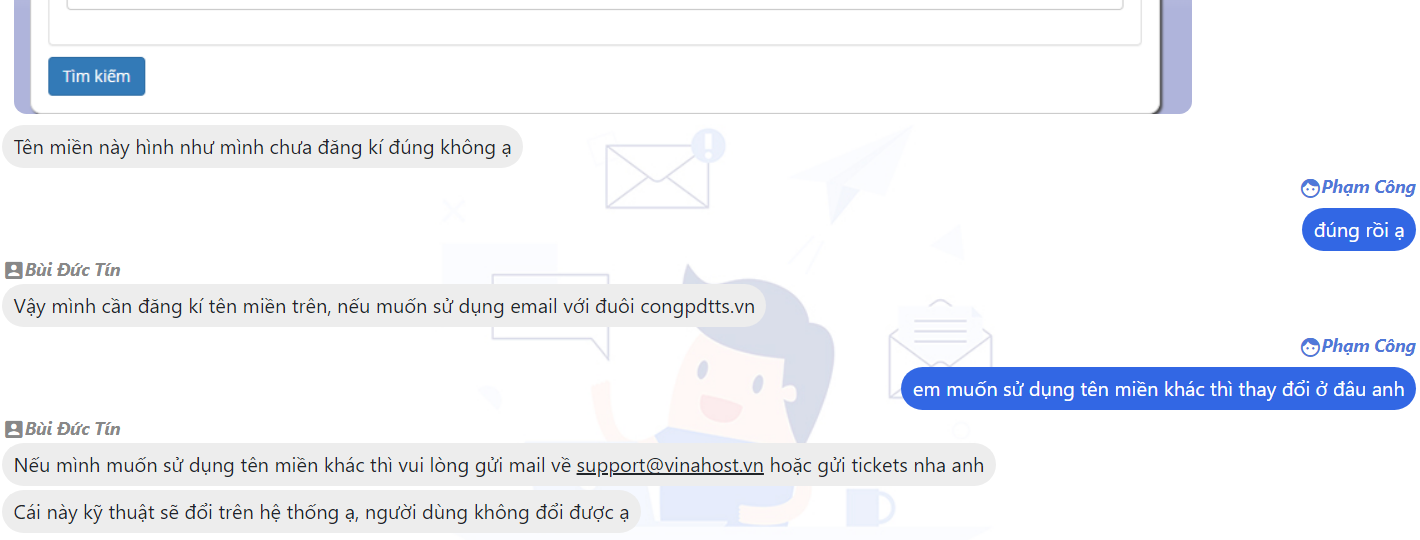 Tìm kiếm
Tên miền này hình như mình chưa đăng kí đúng không ạ
Phạm Công
đúng rồi ạ
Bùi Đức Tín
Vậy mình cần đăng kí tên miền trên, nếu muốn sử dụng email với đuôi congpdtts.vn
Phạm Công
em muốn sử dụng tên miền khác thì thay đổi ở đâu anh
Bùi Đức Tín
Nếu mình muốn sử dụng tên miền khác thì vui lòng gửi mail về support@vinahost.vn hoặc gửi tickets nha anh
Cái này kỹ thuật sẽ đổi trên hệ thống ạ, người dùng không đổi được ạ